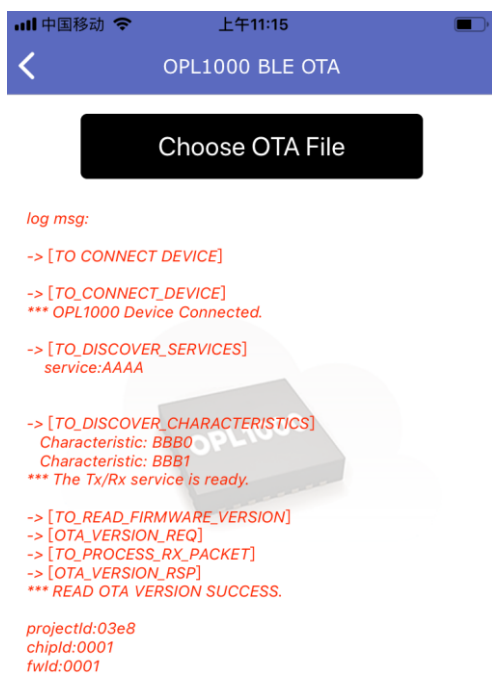 中国移动 上午11:15
OPL1000 BLE OTA
Choose OTA File
log msg:
-> [TO CONNECT DEVICE]
-> [TO_CONNECT_DEVICE]
*** OPL1000 Device Connected.
-> [TO_DISCOVER_SERVICES]
service:AAAA
-> [TO_DISCOVER_CHARACTERISTICS]
Characteristic: BBB0
Characteristic: BBB1
OPL1000
*** The Tx/Rx service is ready.
-> [TO_READ_FIRMWARE_VERSION]
-> [OTA_VERSION_REQ]
-> [TO_PROCESS_RX_PACKET]
-> [OTA_VERSION_RSP]
*** READ OTA VERSION SUCCESS.
projectId:03e8
chipId:0001
fwId:0001